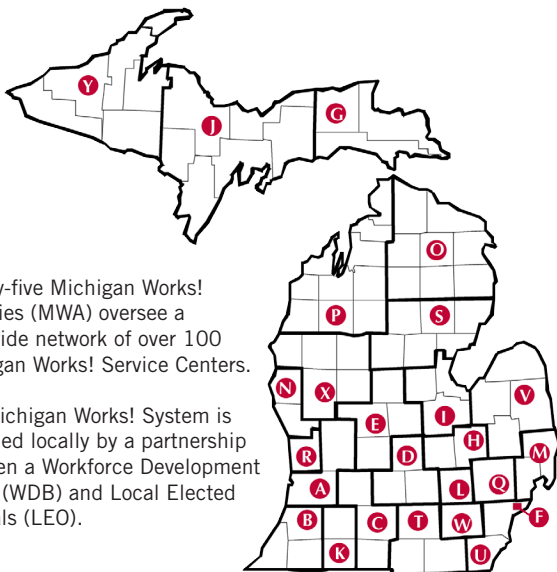 Y
J
G
O
P
S
y-five Michigan Works!
ies (MWA) oversee a
ide network of over 100
gan Works! Service Centers.
N
X
V
E
I
ichigan Works! System is
ed locally by a partnership
en a Workforce Development
(WDB) and Local Elected
als (LEO).
H
R
D
M
A
L
Q
B
C
T
W
F
K
U